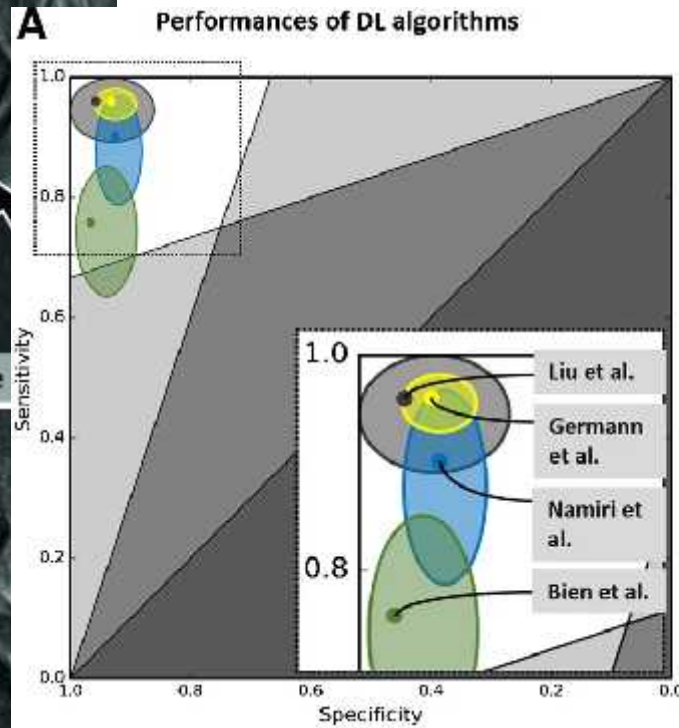 A
Performances of DL algorithms
1.0
0.8
0.6
0.4
0.2
0.0
Sensitivity
1.0
0.8
0.6
0.4
0.2
0.0
Specificity
1.0
0.8
Liu et al.
Germann
et al.
Namiri et
al.
Bien et al.